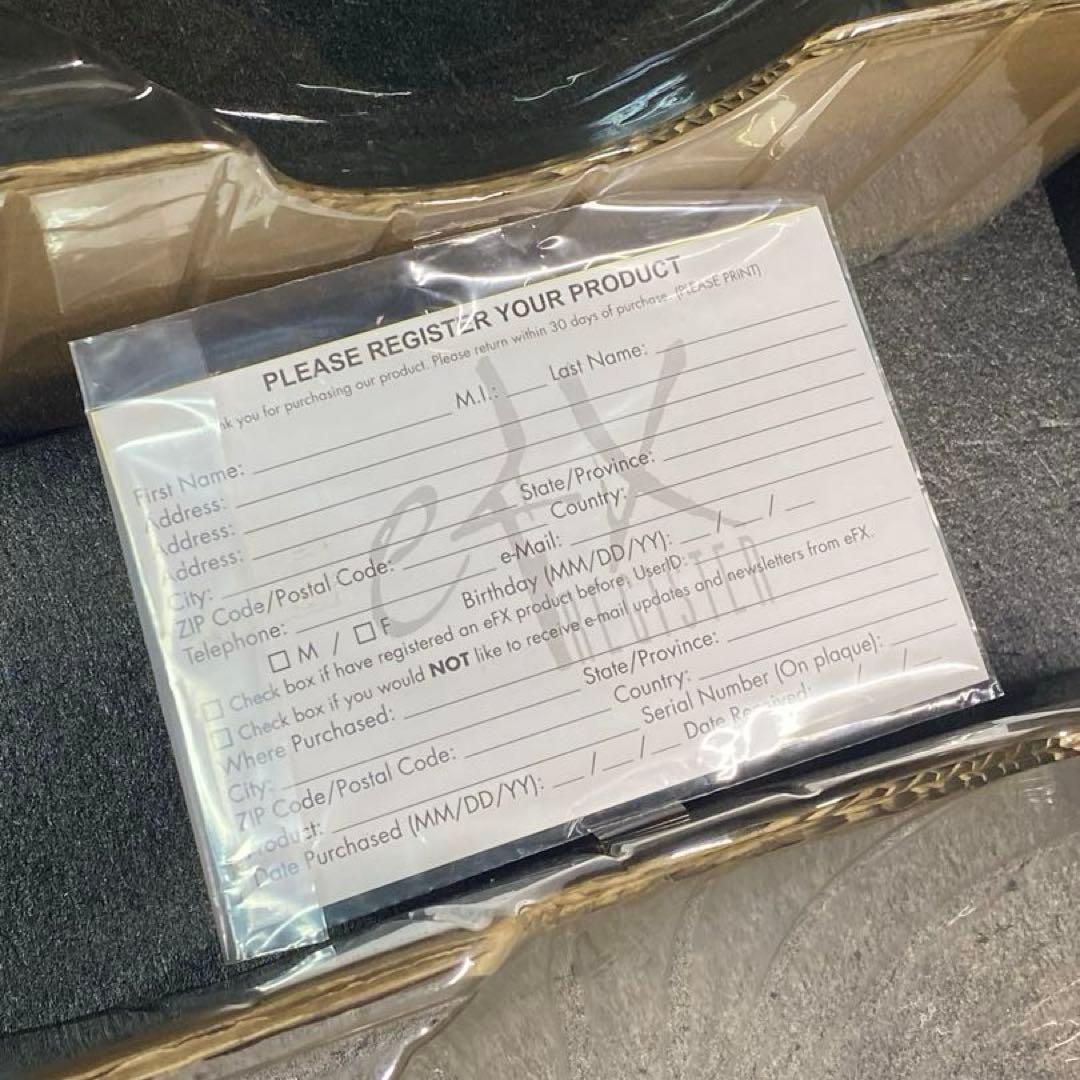 PLEASE REGISTER YOUR PRODUCT
you for purchasing our product. Please return within 30 days of purchase. (PLEASE PRINT)
First Name: M.I.: Last Name:
Address:
Address:
Address:
City: State/Province:
ZIP Code/Postal Code: Country:
Telephone: e-Mail:
M / F Birthday (MM/DD/YY): / /
Check box if have registered an eFX product before, UserID:
Check box if you would NOT like to receive e-mail updates and newsletters from eFX.
Where Purchased:
City: State/Province:
ZIP Code/Postal Code: Country:
Product: Serial Number (On plaque):
Date Purchased (MM/DD/YY): / / Date Received: / /
eFX
REGISTER